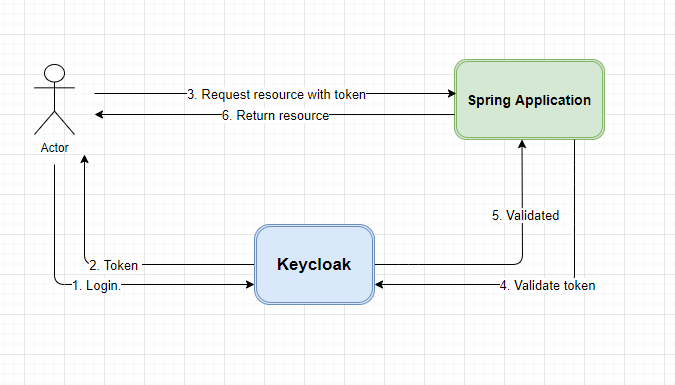 3. Request resource with token
Spring Application
6. Return resource
Actor
5. Validated
2. Token
Keycloak
1. Login.
4. Validate token